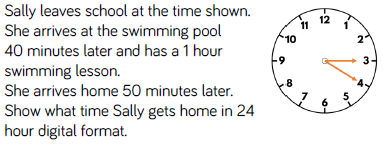 Sally leaves school at the time shown.
She arrives at the swimming pool
40 minutes later and has a 1 hour
swimming lesson.
She arrives home 50 minutes later.
Show what time Sally gets home in 24
hour digital format.
12
1
2
3
4
5
6
7
8
9
10
11